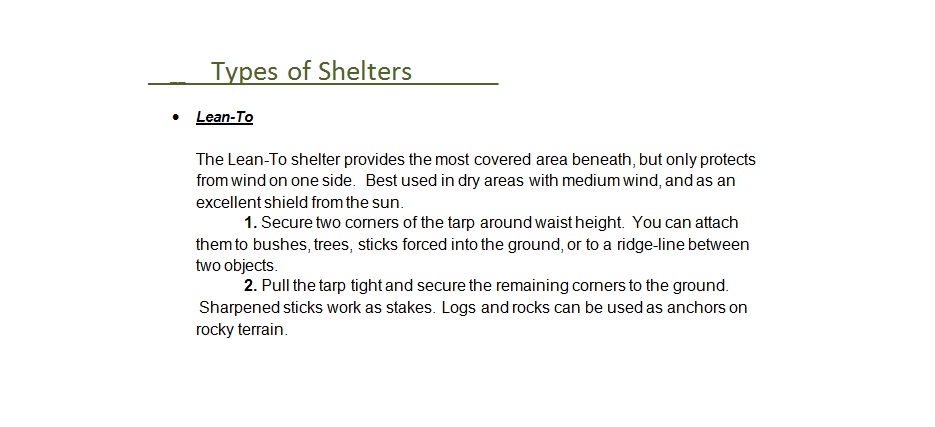 Types of Shelters
• Lean-To
The Lean-To shelter provides the most covered area beneath, but only protects
from wind on one side.  Best used in dry areas with medium wind, and as an
excellent shield from the sun.
1. Secure two corners of the tarp around waist height.  You can attach
them to bushes, trees, sticks forced into the ground, or to a ridge-line between
two objects.
2. Pull the tarp tight and secure the remaining corners to the ground.
Sharpened sticks work as stakes. Logs and rocks can be used as anchors on
rocky terrain.